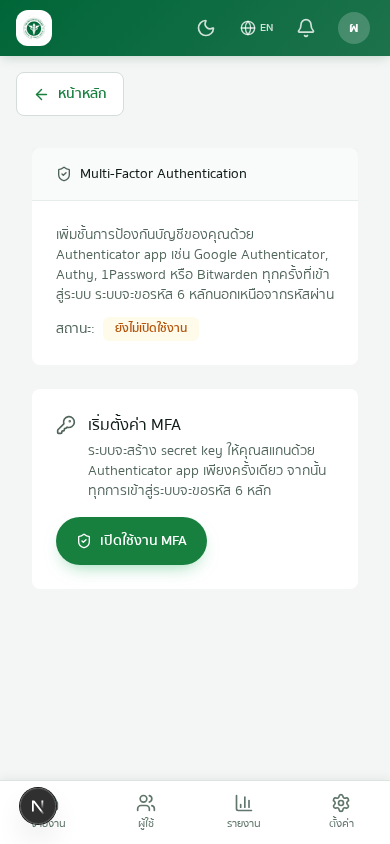 EN
ผ
หน้าหลัก
Multi-Factor Authentication
เพิ่มชั้นการป้องกันบัญชีของคุณด้วย
Authenticator app เช่น Google Authenticator,
Authy, 1Password หรือ Bitwarden ทุกครั้งที่เข้า
สู่ระบบ ระบบจะขอรหัส 6 หลักนอกเหนือจากรหัสผ่าน
สถานะ: ยังไม่เปิดใช้งาน
เริ่มตั้งค่า MFA
ระบบจะสร้าง secret key ให้คุณสแกนด้วย
Authenticator app เพียงครั้งเดียว จากนั้น
ทุกการเข้าสู่ระบบจะขอรหัส 6 หลัก
เปิดใช้งาน MFA
N
ผู้ใช้ รายงาน ตั้งค่า